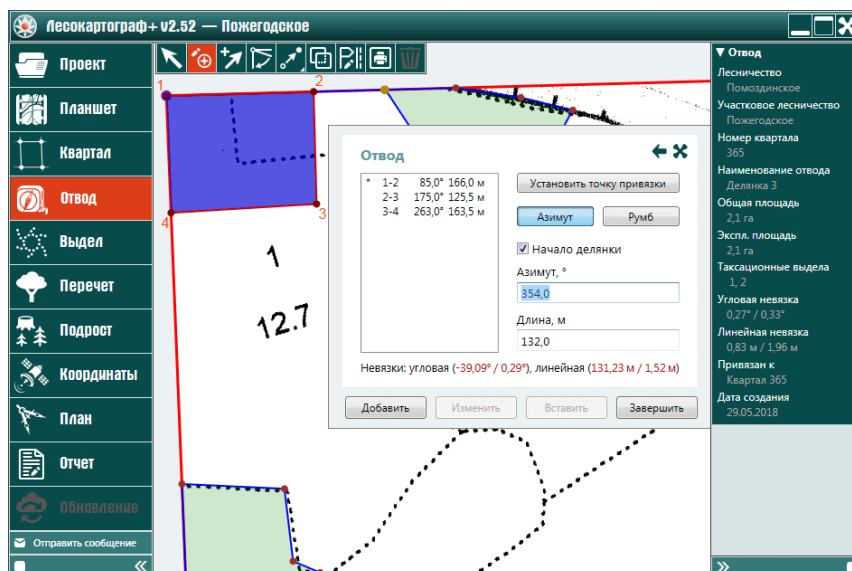 Лесокартограф+ v2.52 — Пожегодское
Проект
Планшет
Квартал
Отвод
Выдел
Перечет
Подрост
Координаты
План
Отчет
Обновление
Отправить сообщение
1
2
3
4
1
12.7
Отвод
* 1-2 85,0° 166,0 м
2-3 175,0° 125,5 м
3-4 263,0° 163,5 м
Установить точку привязки
Азимут Румб
Начало делянки
Азимут, °
354,0
Длина, м
132,0
Невязки: угловая (-39,09° / 0,29°), линейная (131,23 м / 1,52 м)
Добавить Изменить Вставить Завершить
▼ Отвод
Лесничество
Помоздинское
Участковое лесничество
Пожегодское
Номер квартала
365
Наименование отвода
Делянка 3
Общая площадь
2,1 га
Экспл. площадь
2,1 га
Таксационные выдела
1, 2
Угловая невязка
0,27° / 0,33°
Линейная невязка
0,83 м / 1,96 м
Привязан к
Квартал 365
Дата создания
29.05.2018